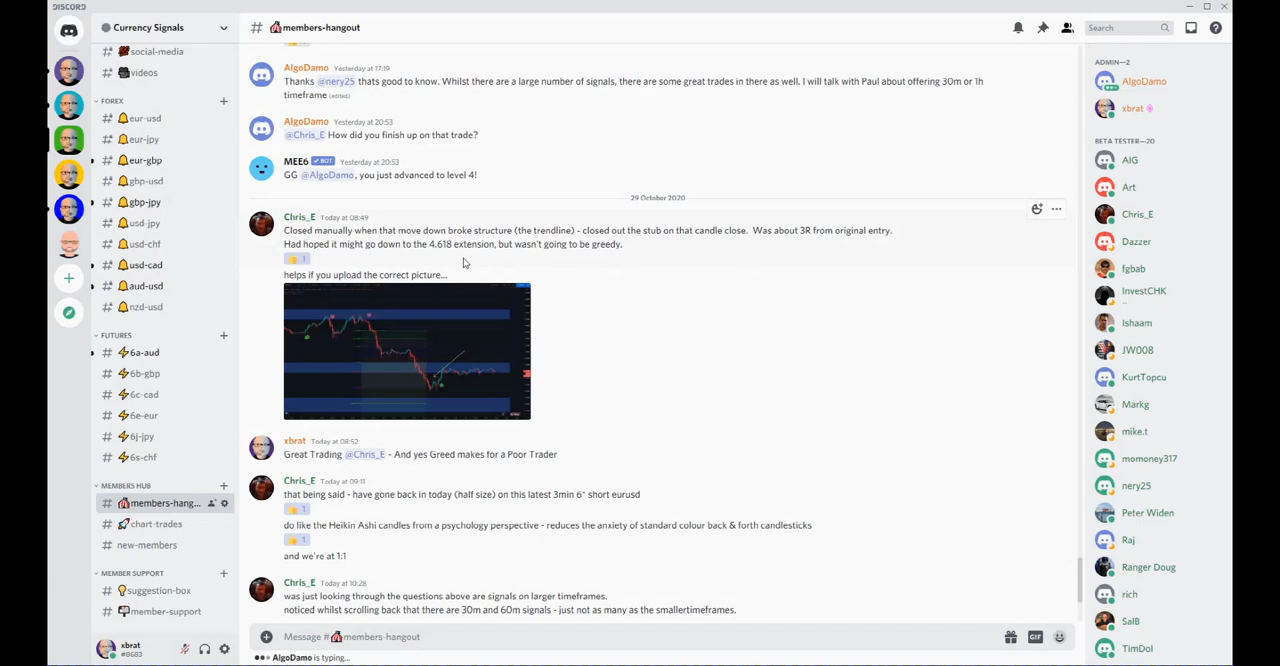 DISCORD
Currency Signals
social-media
videos
FOREX
eur-usd
eur-jpy
eur-gbp
gbp-usd
gbp-jpy
usd-jpy
usd-chf
usd-cad
aud-usd
nzd-usd
FUTURES
6a-aud
6b-gbp
6c-cad
6e-eur
6j-jpy
6s-chf
MEMBERS HUB
members-hang...
chart-trades
new-members
MEMBER SUPPORT
suggestion-box
member-support
xbrat
#8683
# members-hangout
Search
AlgoDamo Yesterday at 17:19
Thanks @nery25 thats good to know. Whilst there are a large number of signals, there are some great trades in there as well. I will talk with Paul about offering 30m or 1h
timeframe (edited)
AlgoDamo Yesterday at 20:53
@Chris_E How did you finish up on that trade?
MEE6 BOT Yesterday at 20:53
GG @AlgoDamo, you just advanced to level 4!
29 October 2020
Chris_E Today at 08:49
Closed manually when that move down broke structure (the trendline) - closed out the stub on that candle close. Was about 3R from original entry.
Had hoped it might go down to the 4.618 extension, but wasn't going to be greedy.
1
helps if you upload the correct picture...
xbrat Today at 08:52
Great Trading @Chris_E - And yes Greed makes for a Poor Trader
Chris_E Today at 09:11
that being said - have gone back in today (half size) on this latest 3min 6* short eurusd
1
do like the Heikin Ashi candles from a psychology perspective - reduces the anxiety of standard colour back & forth candlesticks
1
and we're at 1:1
Chris_E Today at 10:28
was just looking through the questions above are signals on larger timeframes.
noticed whilst scrolling back that there are 30m and 60m signals - just not as many as the smallertimeframes.
Message #members-hangout
GIF
AlgoDamo is typing...
ADMIN—2
AlgoDamo
xbrat
BETA TESTER—20
AIG
Art
Chris_E
Dazzer
fgbab
InvestCHK
Ishaam
JW008
KurtTopcu
Markg
mike.t
momoney317
nery25
Peter Widen
Raj
Ranger Doug
rich
SalB
TimDol